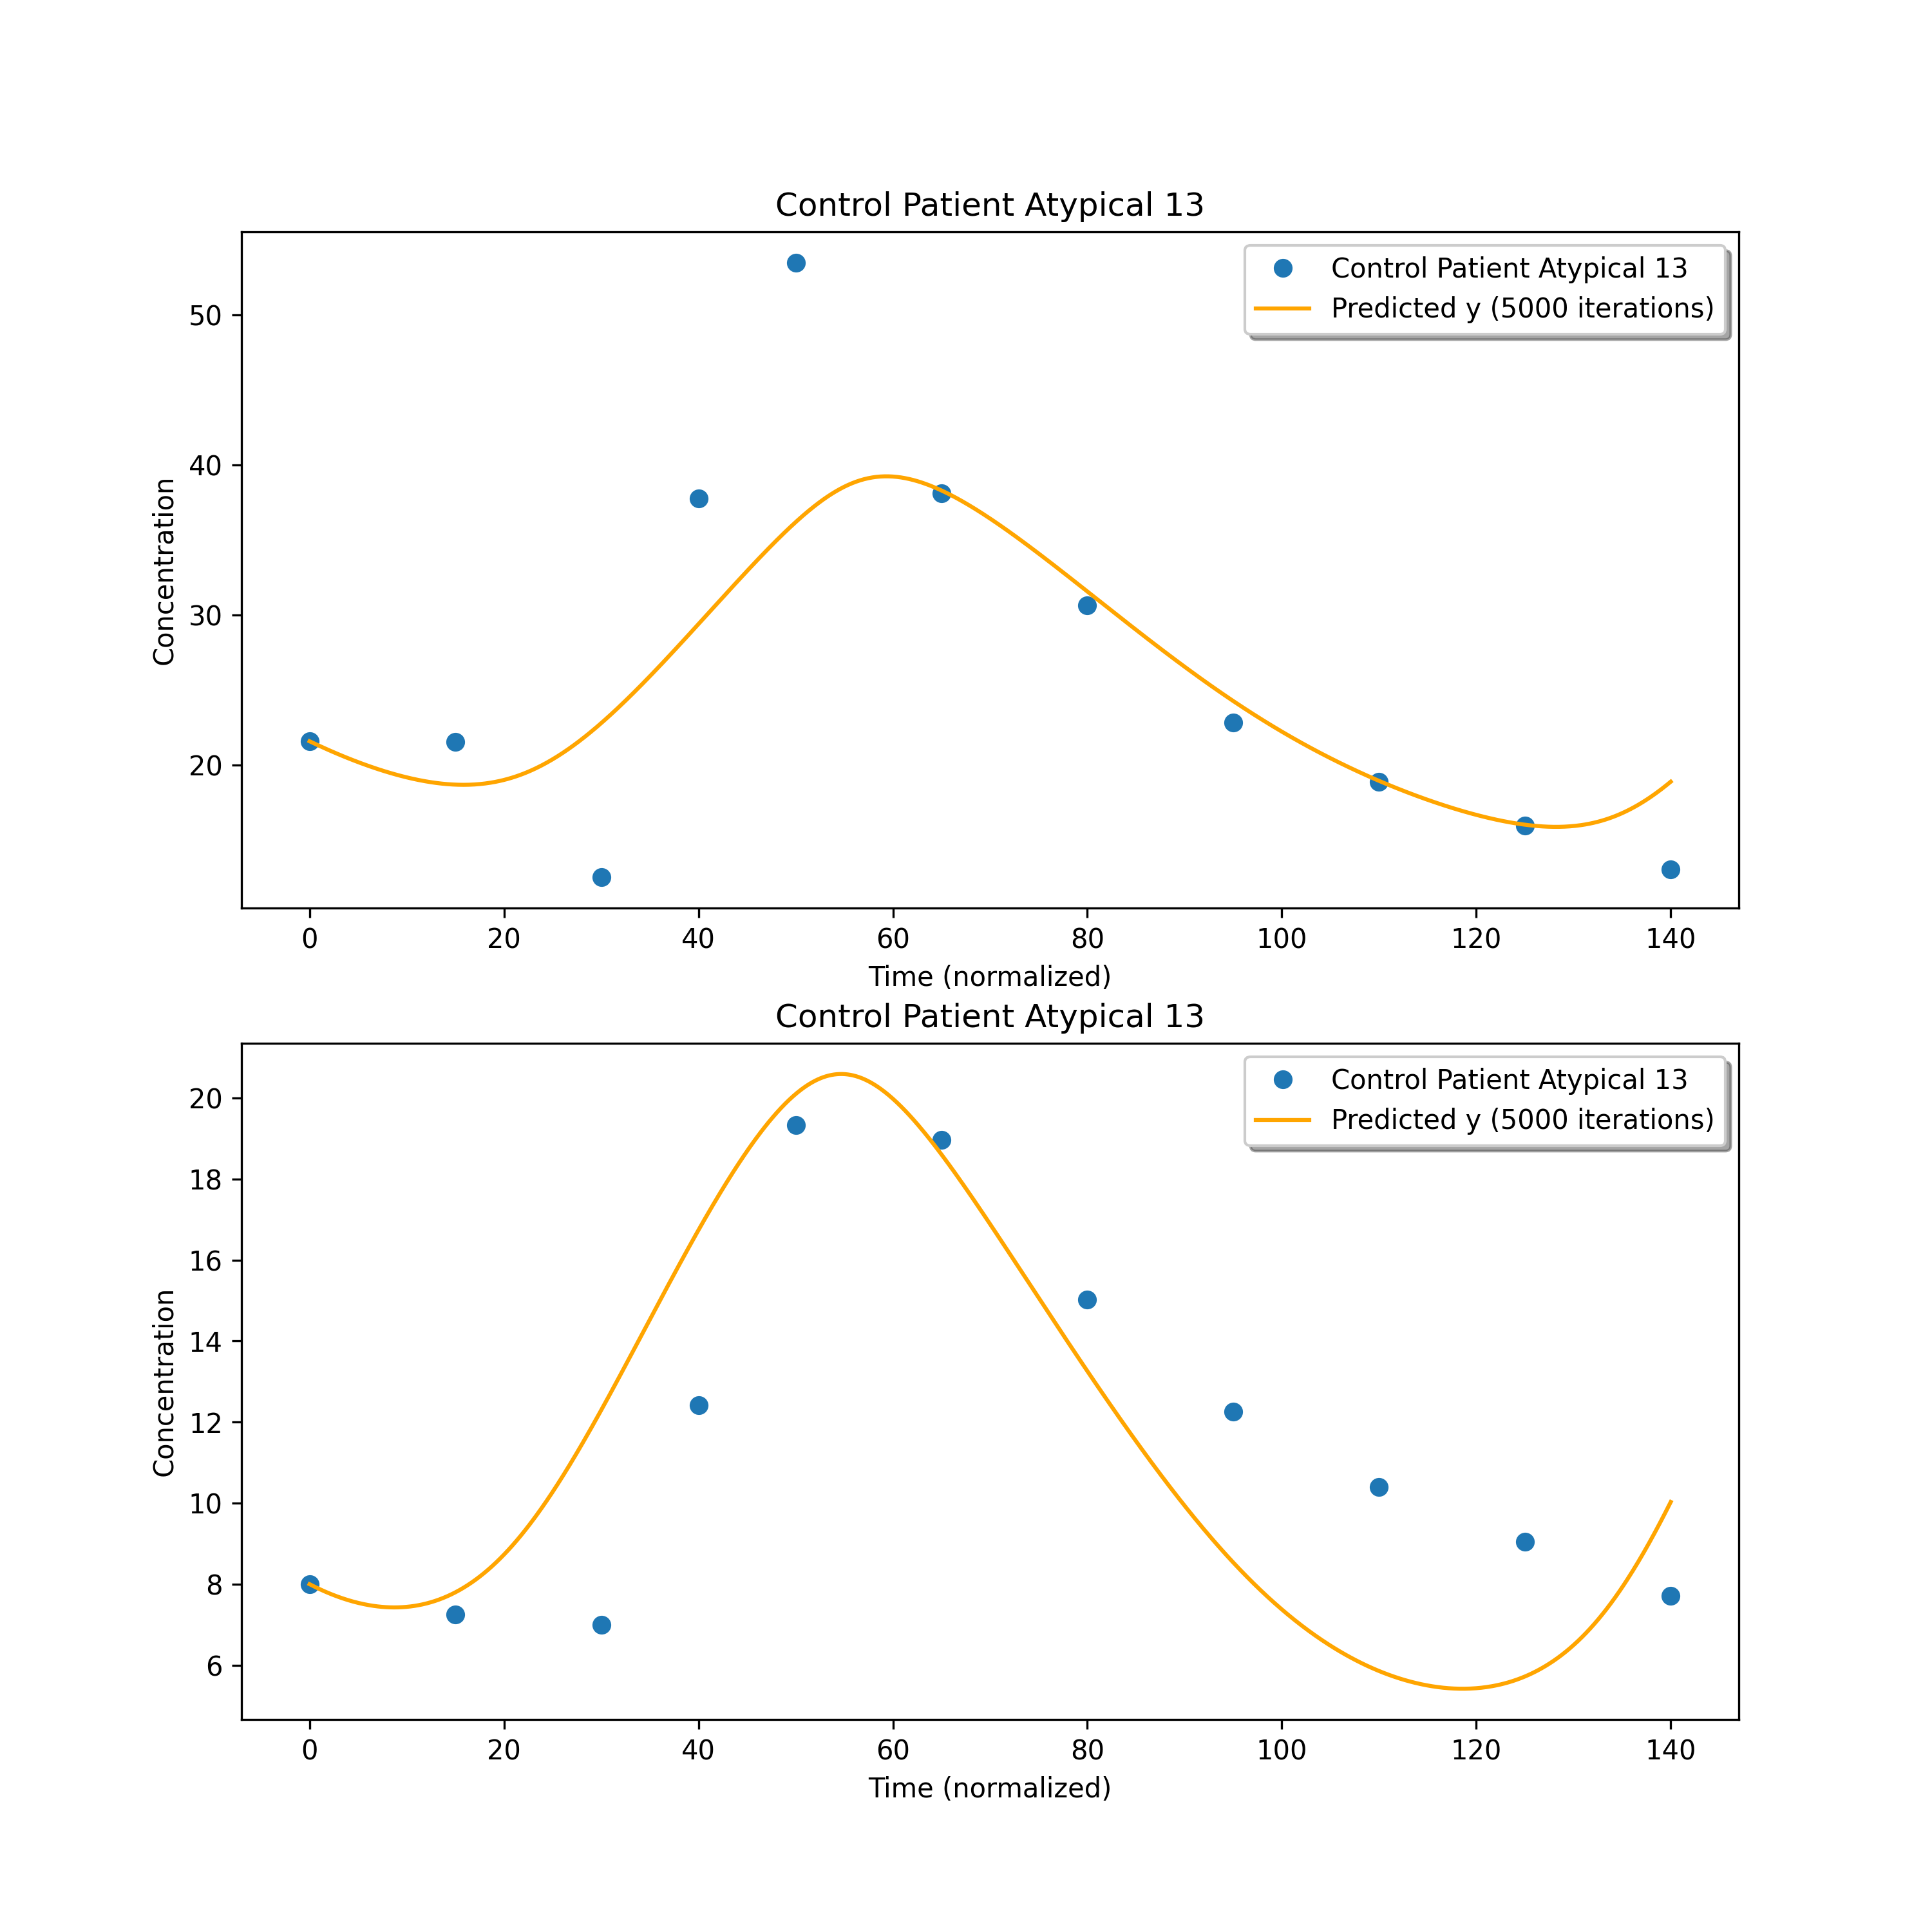 Control Patient Atypical 13
Control Patient Atypical 13
Predicted y (5000 iterations)
50
40
30
20
Concentration
0 20 40 60 80 100 120 140
Time (normalized)
Control Patient Atypical 13
Control Patient Atypical 13
Predicted y (5000 iterations)
20
18
16
14
12
10
8
6
Concentration
0 20 40 60 80 100 120 140
Time (normalized)